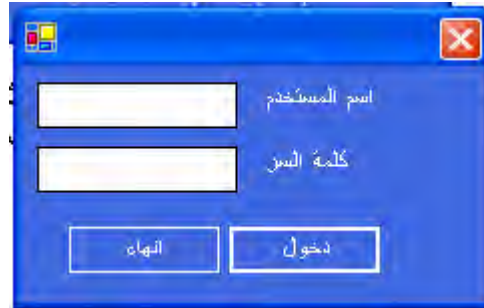 اسم المستخدم
كلمة السر
دخول انهاء